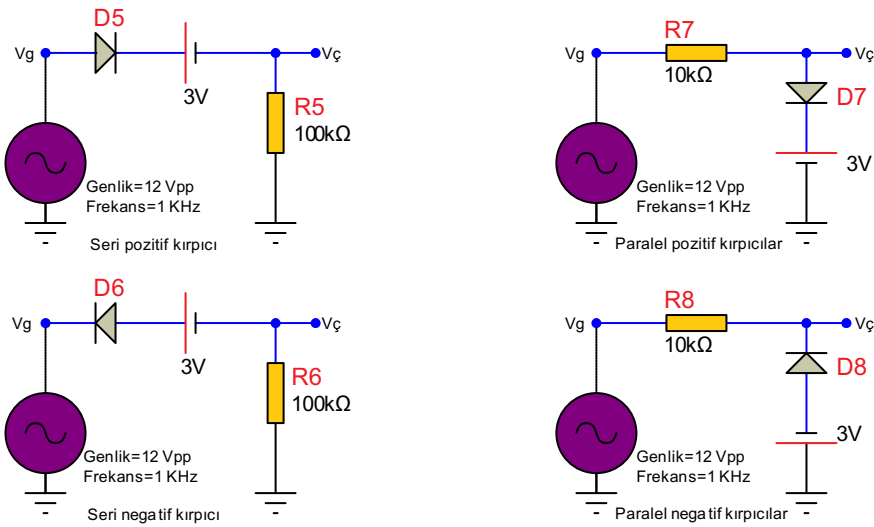 D5
Vg
Vç
3V
R5
100kΩ
Genlik=12 Vpp
Frekans=1 KHz
Seri pozitif kırpıcı
R7
Vg
Vç
10kΩ
D7
3V
Genlik=12 Vpp
Frekans=1 KHz
Paralel pozitif kırpıcılar
D6
Vg
Vç
3V
R6
100kΩ
Genlik=12 Vpp
Frekans=1 KHz
Seri negatif kırpıcı
R8
Vg
Vç
10kΩ
D8
3V
Genlik=12 Vpp
Frekans=1 KHz
Paralel negatif kırpıcılar